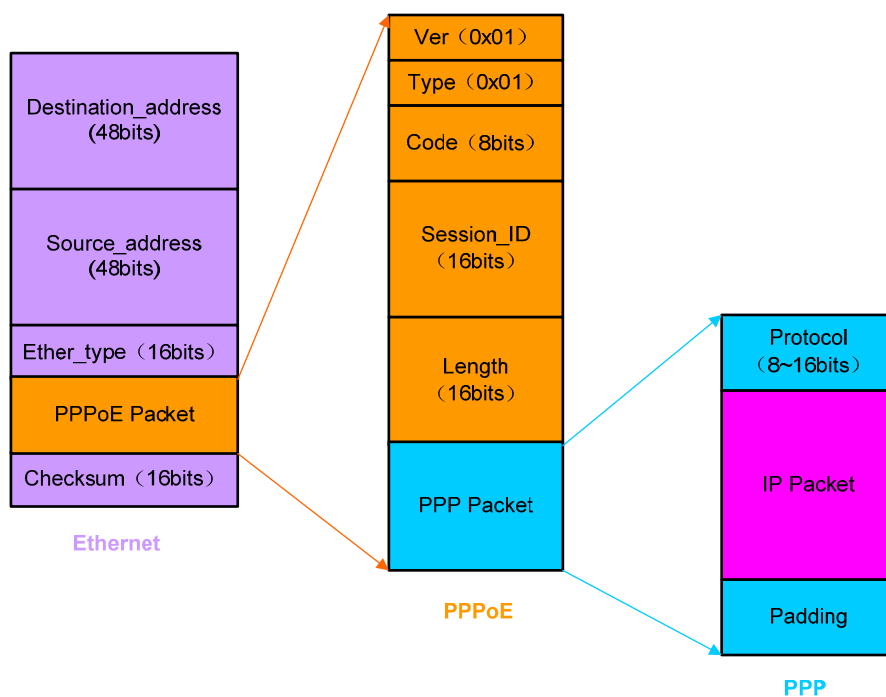 Destination_address
(48bits)
Source_address
(48bits)
Ether_type（16bits）
PPPoE Packet
Checksum（16bits）
Ethernet
Ver（0x01）
Type（0x01）
Code（8bits）
Session_ID
（16bits）
Length
（16bits）
PPP Packet
PPPoE
Protocol
（8~16bits）
IP Packet
Padding
PPP